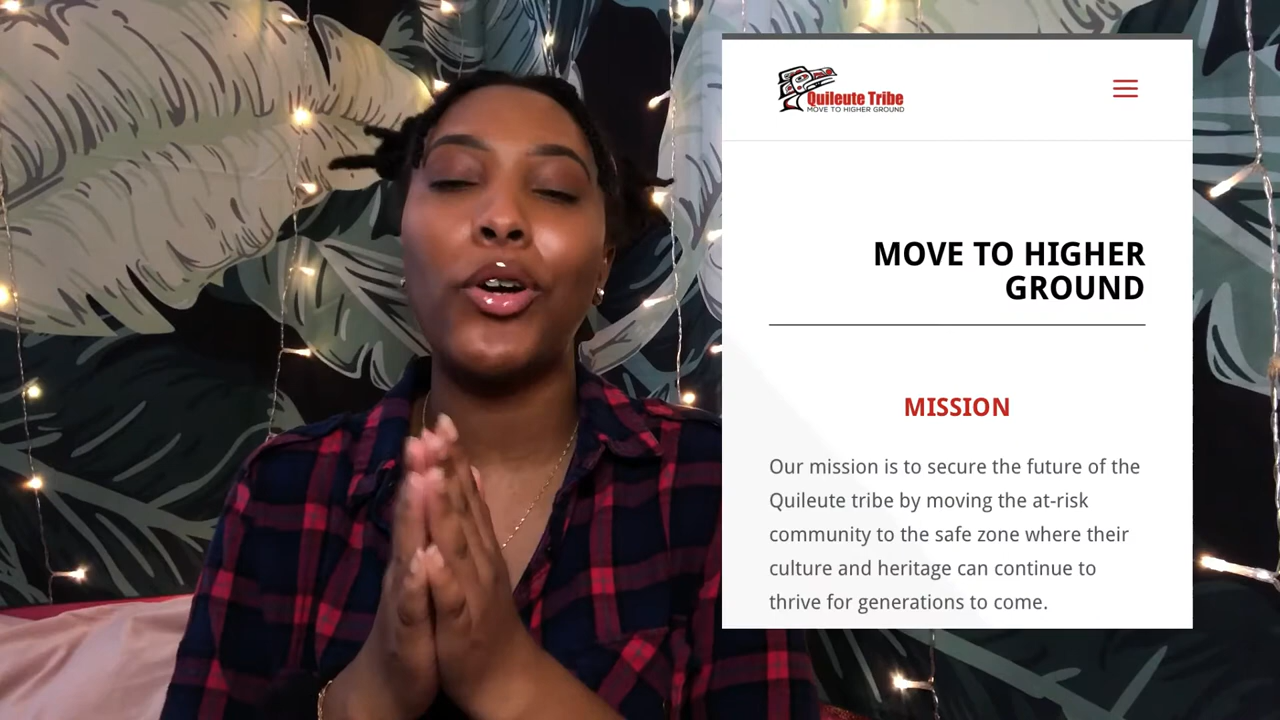 Quileute Tribe
MOVE TO HIGHER GROUND
MOVE TO HIGHER
GROUND
MISSION
Our mission is to secure the future of the
Quileute tribe by moving the at-risk
community to the safe zone where their
culture and heritage can continue to
thrive for generations to come.